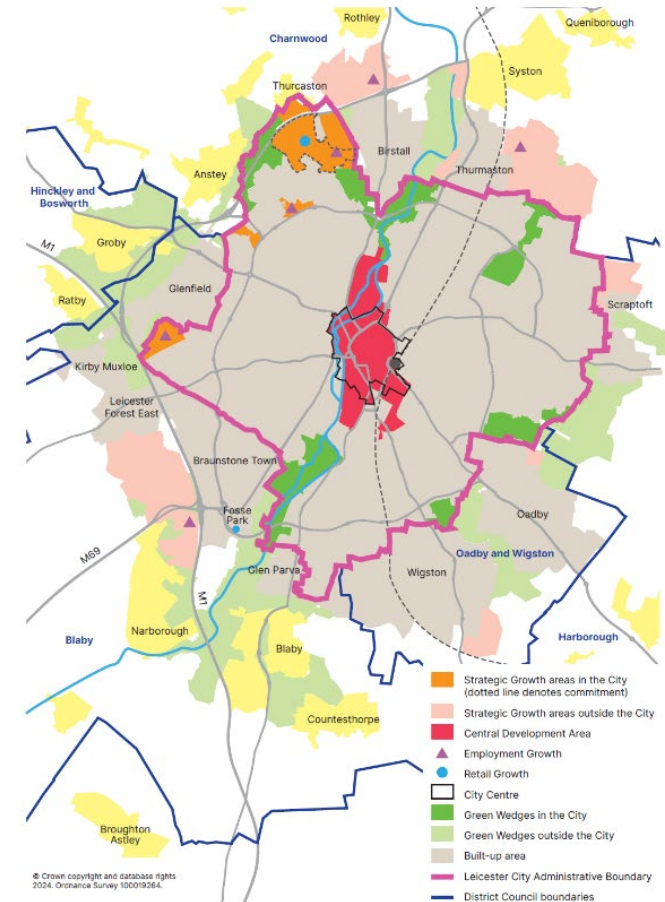 Rothley
Queniborough
Charnwood
Syston
Thurcaston
Birstall
Thurmaston
Anstey
Hinckley and
Bosworth
M1
Groby
Glenfield
Ratby
Scraptoft
Kirby Muxloe
Leicester
Forest East
Braunstone Town
Fosse
Park
Oadby
Oadby and Wigston
M69
Glen Parva
Wigston
M1
Narborough
Blaby
Blaby
Harborough
Countesthorpe
Broughton
Astley
Strategic Growth areas in the City
(dotted line denotes commitment)
Strategic Growth areas outside the City
Central Development Area
Employment Growth
Retail Growth
City Centre
Green Wedges in the City
Green Wedges outside the City
Built-up area
Leicester City Administrative Boundary
District Council boundaries
© Crown copyright and database rights
2024. Ordnance Survey 100019264.